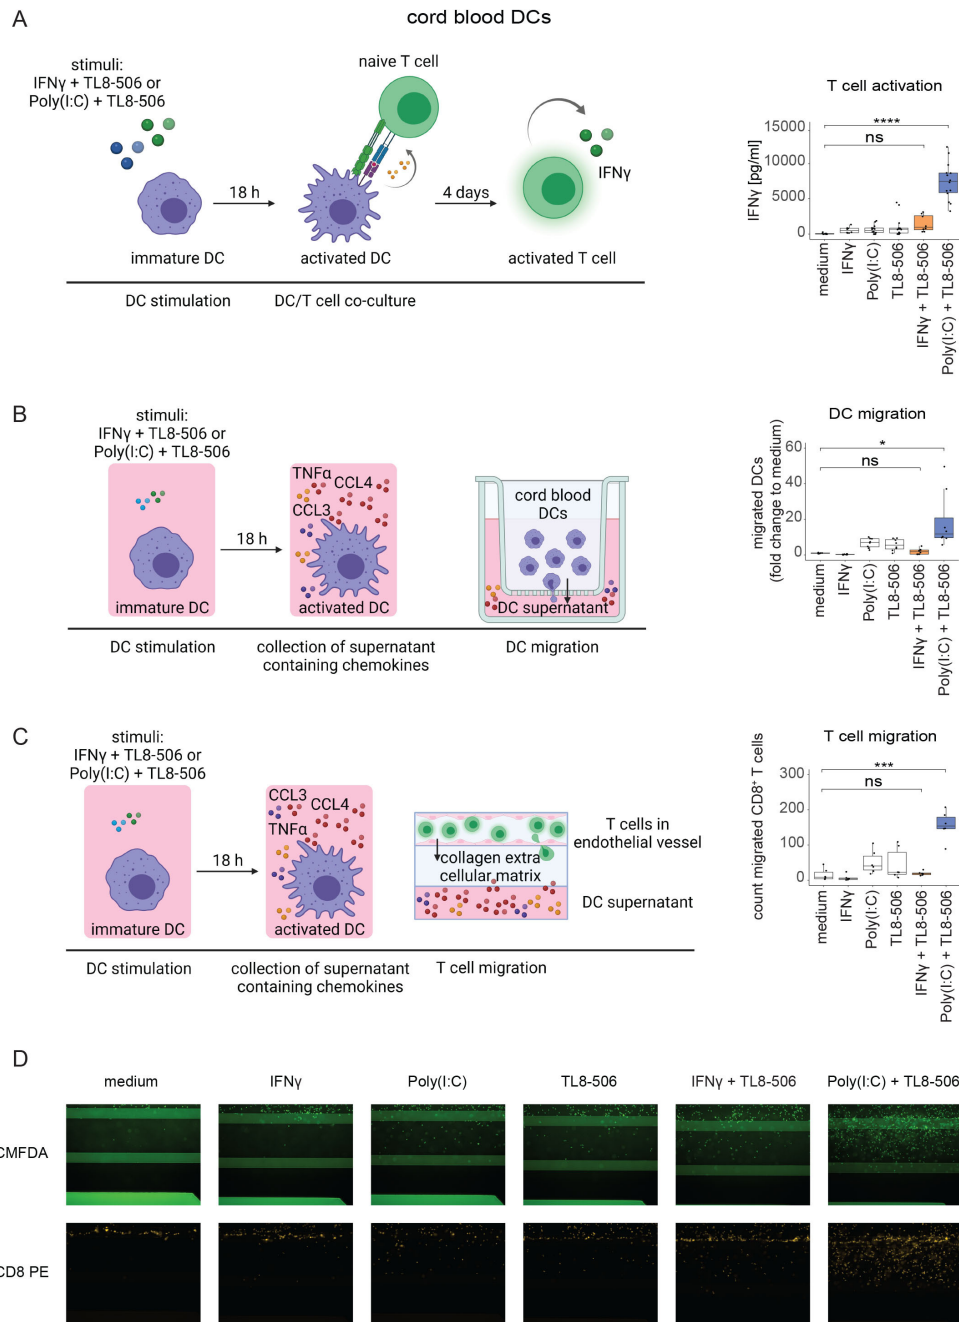 A
cord blood DCs
stimuli:
IFNγ + TL8-506 or
Poly(I:C) + TL8-506
naive T cell
18 h
4 days
IFNγ
immature DC
activated DC
activated T cell
DC stimulation
DC/T cell co-culture
T cell activation
****
ns
IFNγ [pg/ml]
15000
10000
5000
0
medium
IFNγ
Poly(I:C)
TL8-506
IFNγ + TL8-506
Poly(I:C) + TL8-506
B
stimuli:
IFNγ + TL8-506 or
Poly(I:C) + TL8-506
18 h
immature DC
TNFα
CCL4
CCL3
activated DC
cord blood
DCs
DC supernatant
DC stimulation
collection of supernatant
containing chemokines
DC migration
DC migration
*
ns
migrated DCs
(fold change to medium)
60
40
20
0
medium
IFNγ
Poly(I:C)
TL8-506
IFNγ + TL8-506
Poly(I:C) + TL8-506
C
stimuli:
IFNγ + TL8-506 or
Poly(I:C) + TL8-506
18 h
immature DC
CCL3
CCL4
TNFα
activated DC
collagen extra
cellular matrix
T cells in
endothelial vessel
DC supernatant
DC stimulation
collection of supernatant
containing chemokines
T cell migration
T cell migration
***
ns
count migrated CD8⁺ T cells
300
200
100
0
medium
IFNγ
Poly(I:C)
TL8-506
IFNγ + TL8-506
Poly(I:C) + TL8-506
D
medium
IFNγ
Poly(I:C)
TL8-506
IFNγ + TL8-506
Poly(I:C) + TL8-506
CMFDA
CD8 PE